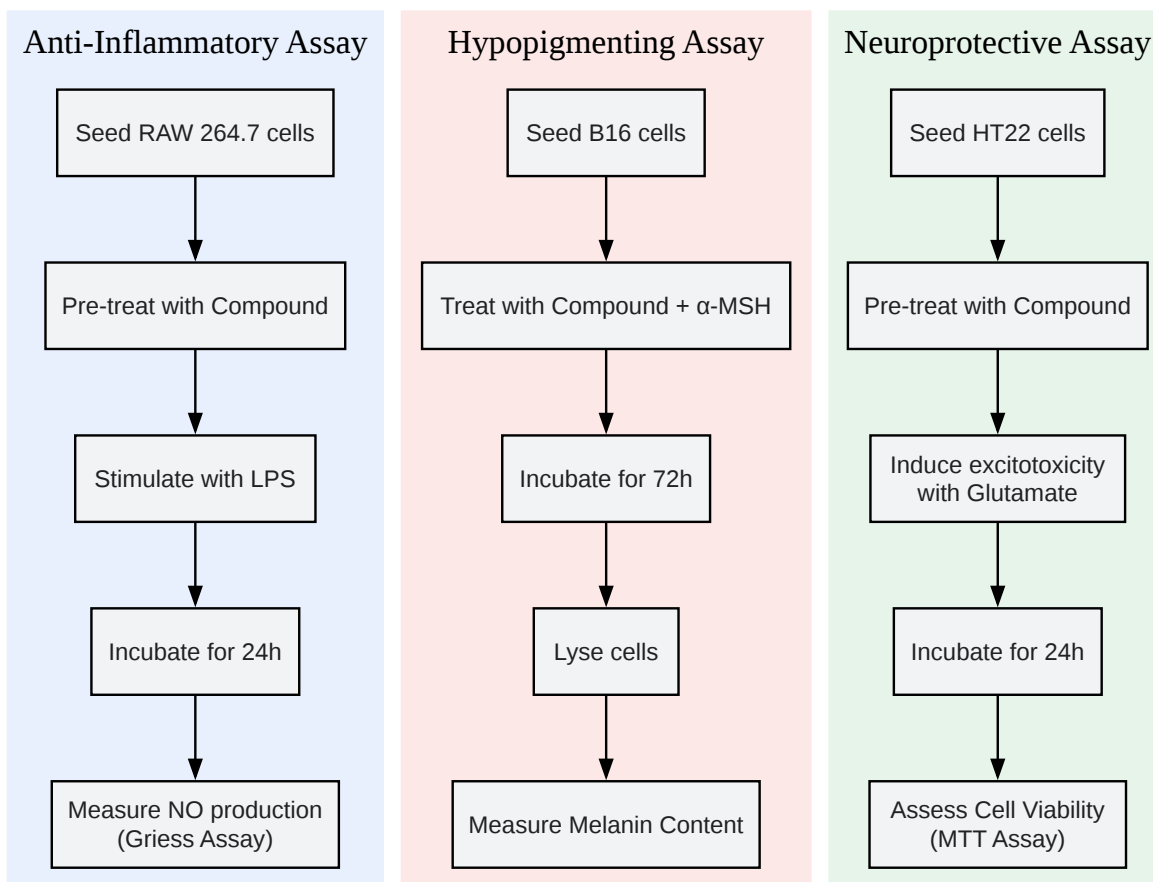 Anti-Inflammatory Assay
Seed RAW 264.7 cells
Pre-treat with Compound
Stimulate with LPS
Incubate for 24h
Measure NO production
(Griess Assay)
Hypopigmenting Assay
Seed B16 cells
Treat with Compound + α-MSH
Incubate for 72h
Lyse cells
Measure Melanin Content
Neuroprotective Assay
Seed HT22 cells
Pre-treat with Compound
Induce excitotoxicity
with Glutamate
Incubate for 24h
Assess Cell Viability
(MTT Assay)